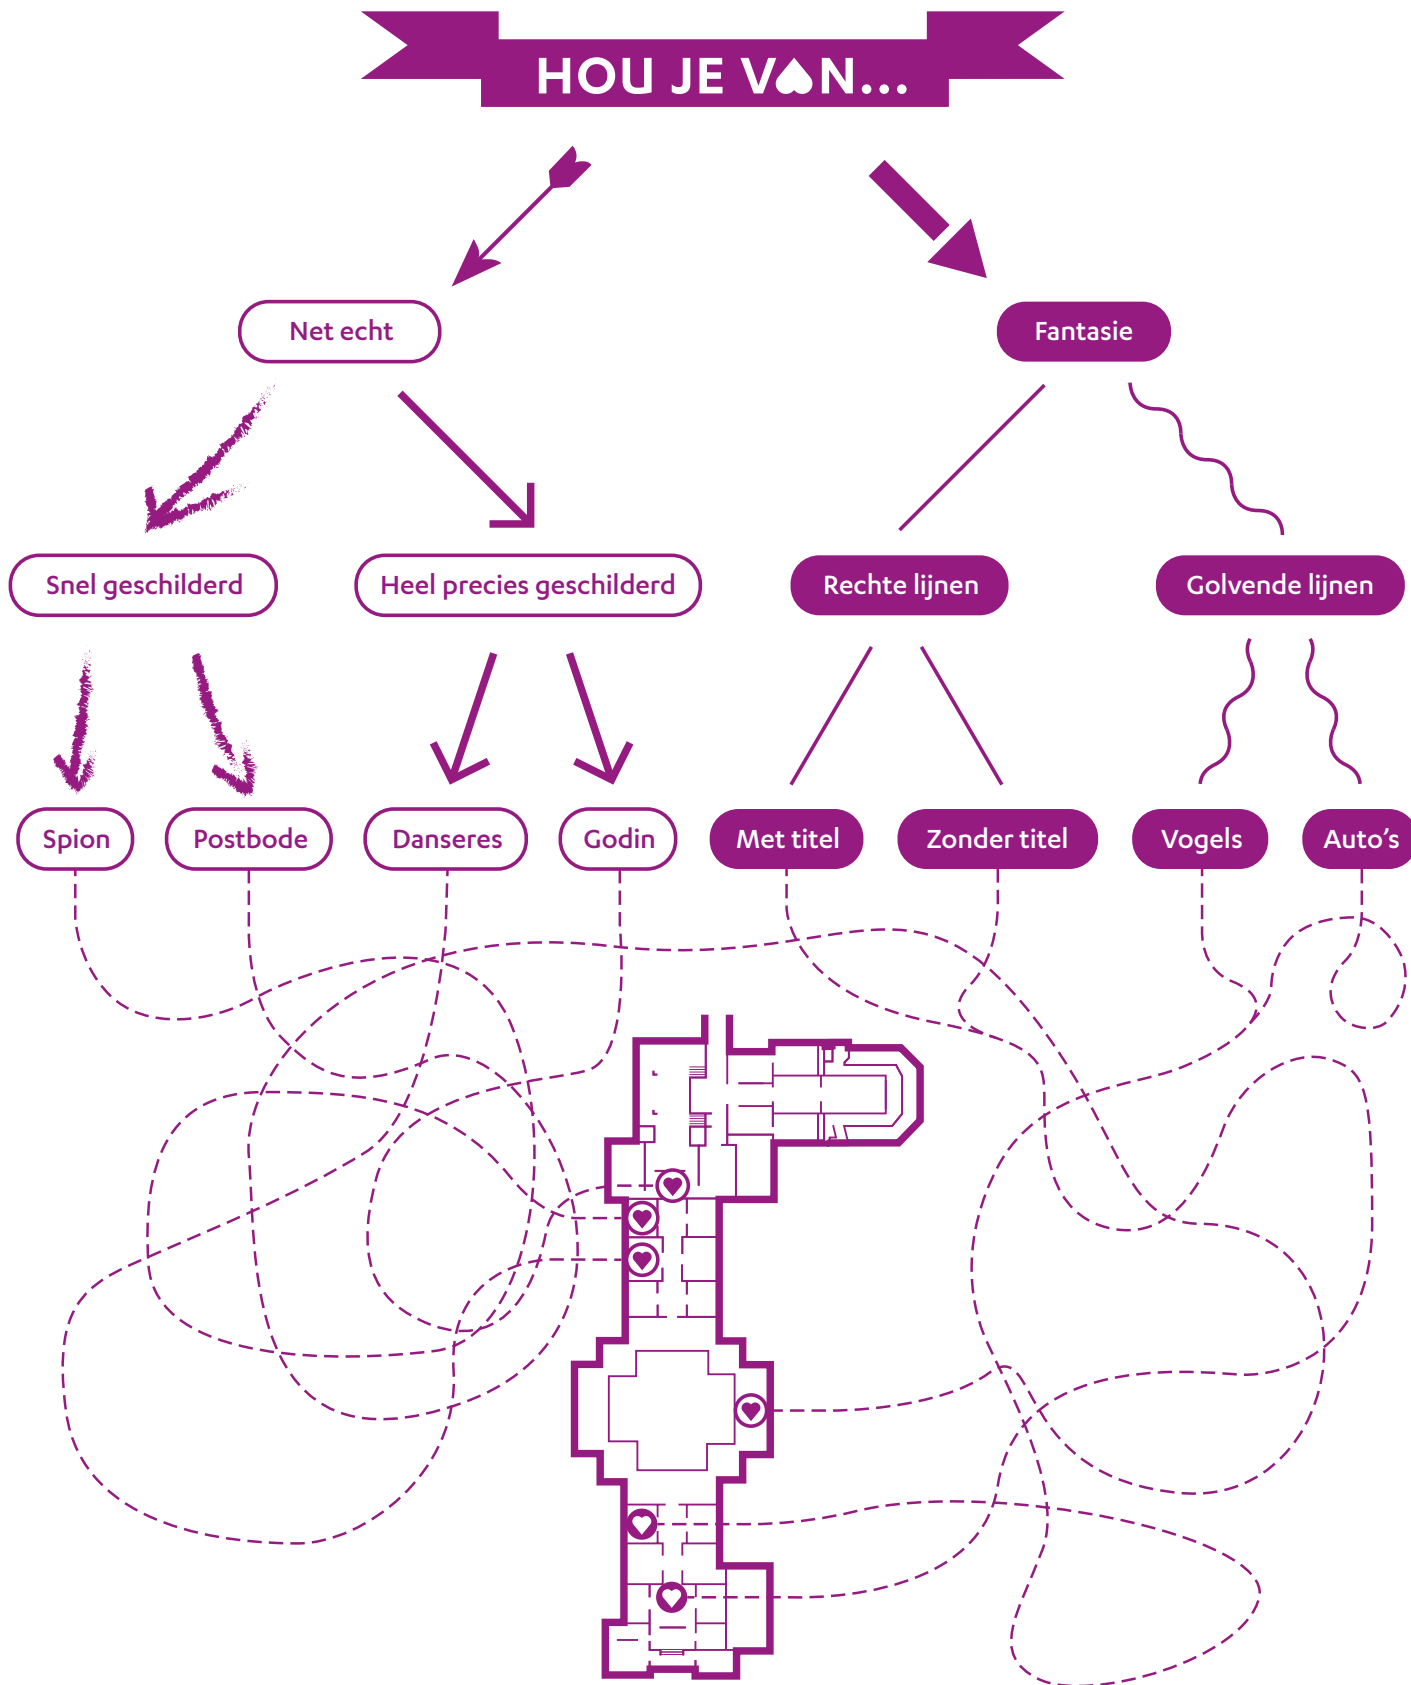 HOU JE VAN...
Net echt
Fantasie
Snel geschilderd
Heel precies geschilderd
Rechte lijnen
Golvende lijnen
Spion
Postbode
Danseres
Godin
Met titel
Zonder titel
Vogels
Auto's